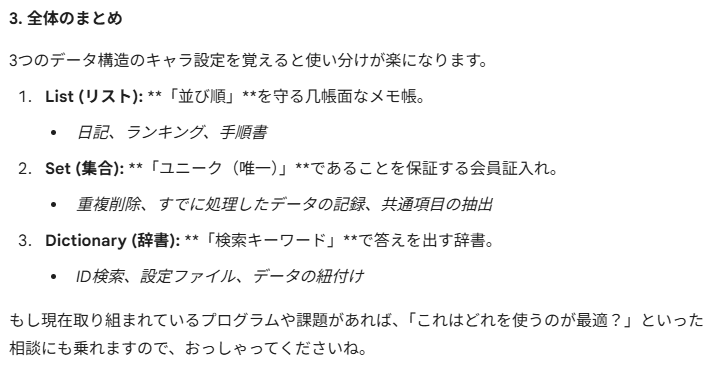 3. 全体のまとめ
3つのデータ構造のキャラ設定を覚えると使い分けが楽になります。
1. List (リスト): **「並び順」**を守る几帳面なメモ帳。
• 日記、ランキング、手順書
2. Set (集合): **「ユニーク（唯一）」**であることを保証する会員証入れ。
• 重複削除、すでに処理したデータの記録、共通項目の抽出
3. Dictionary (辞書): **「検索キーワード」**で答えを出す辞書。
• ID検索、設定ファイル、データの紐付け
もし現在取り組まれているプログラムや課題があれば、「これはどれを使うのが最適？」といった
相談にも乗れますので、おっしゃってくださいね。